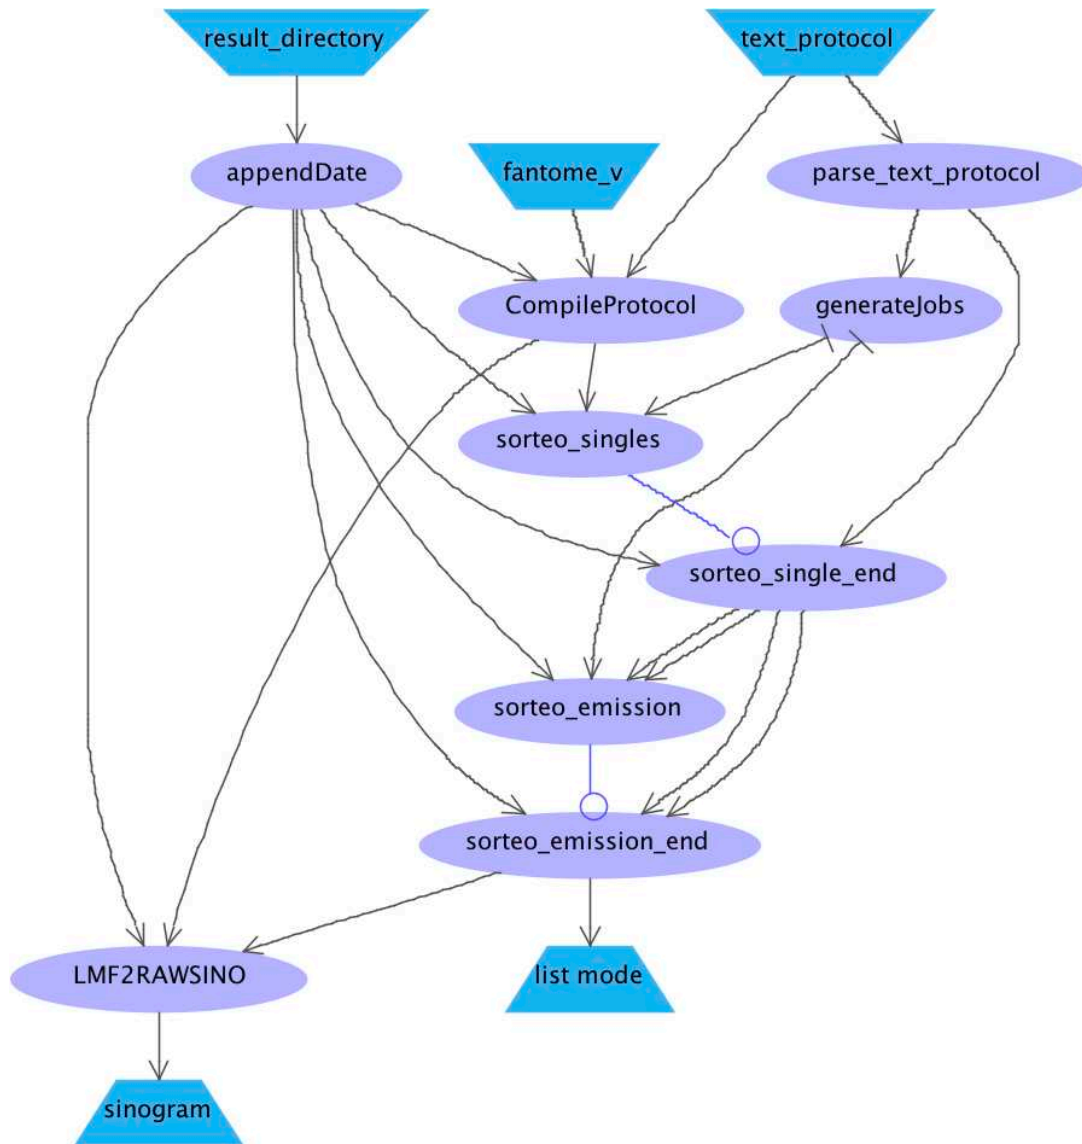 result_directory
text_protocol
appendDate
fantome_v
parse_text_protocol
CompileProtocol
generateJobs
sorteo_singles
sorteo_single_end
sorteo_emission
sorteo_emission_end
LMF2RAWSINO
list mode
sinogram